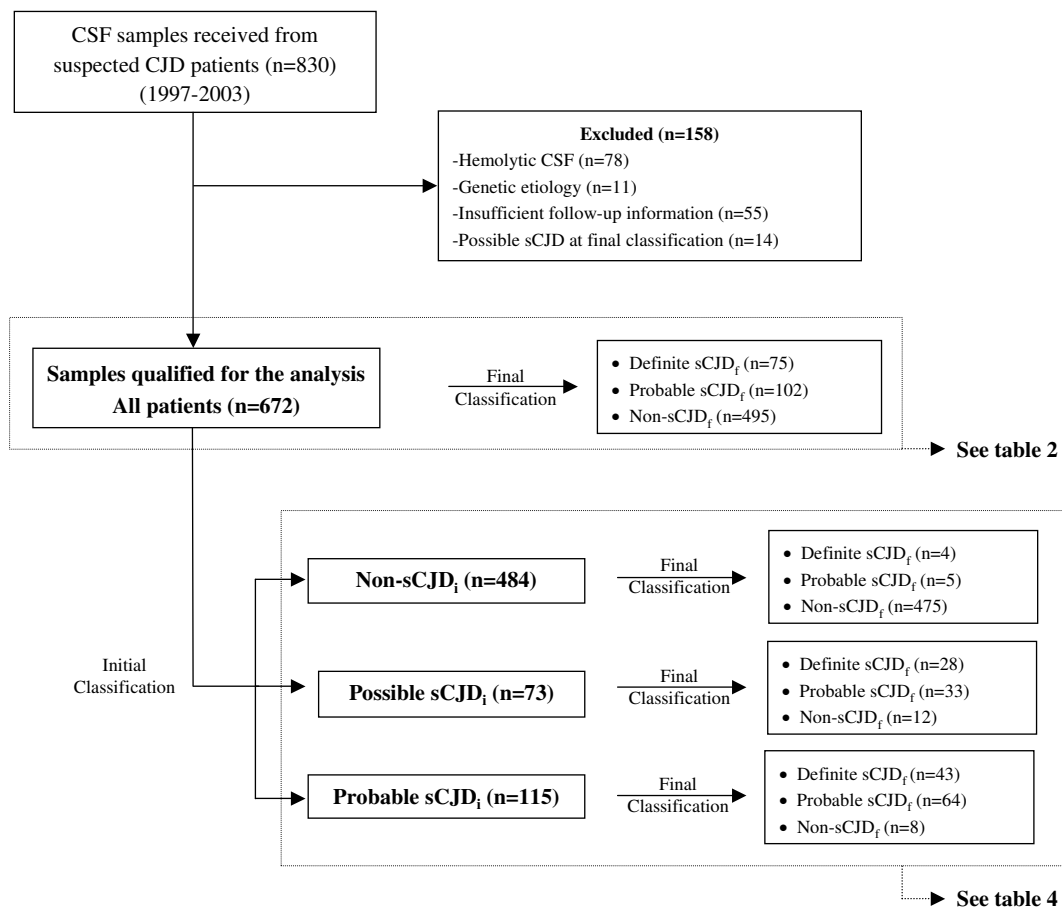 CSF samples received from
suspected CJD patients (n=830)
(1997-2003)
Excluded (n=158)
-Hemolytic CSF (n=78)
-Genetic etiology (n=11)
-Insufficient follow-up information (n=55)
-Possible sCJD at final classification (n=14)
Samples qualified for the analysis
All patients (n=672)
Final
Classification
• Definite sCJDf (n=75)
• Probable sCJDf (n=102)
• Non-sCJDf (n=495)
See table 2
Initial
Classification
Non-sCJDi (n=484)
Final
Classification
• Definite sCJDf (n=4)
• Probable sCJDf (n=5)
• Non-sCJDf (n=475)
Possible sCJDi (n=73)
Final
Classification
• Definite sCJDf (n=28)
• Probable sCJDf (n=33)
• Non-sCJDf (n=12)
Probable sCJDi (n=115)
Final
Classification
• Definite sCJDf (n=43)
• Probable sCJDf (n=64)
• Non-sCJDf (n=8)
See table 4